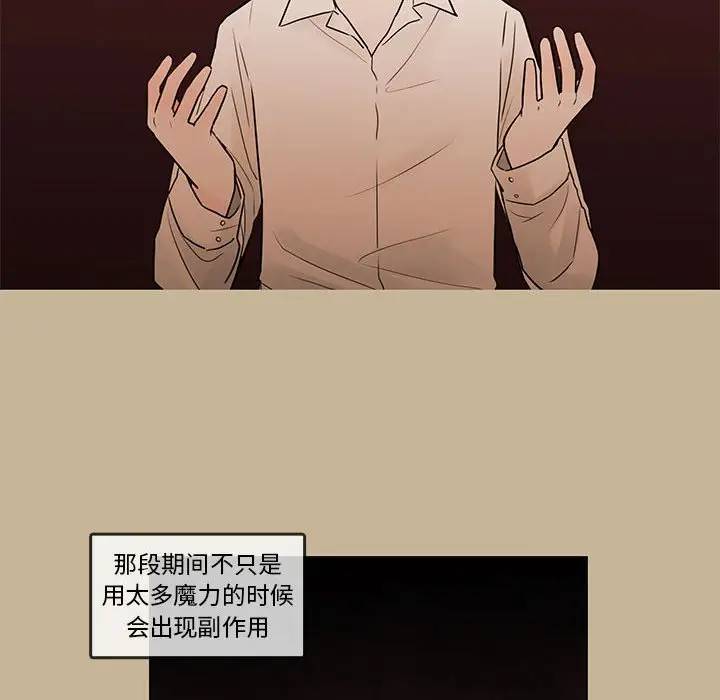 那段期间不只是
用太多魔力的时候
会出现副作用